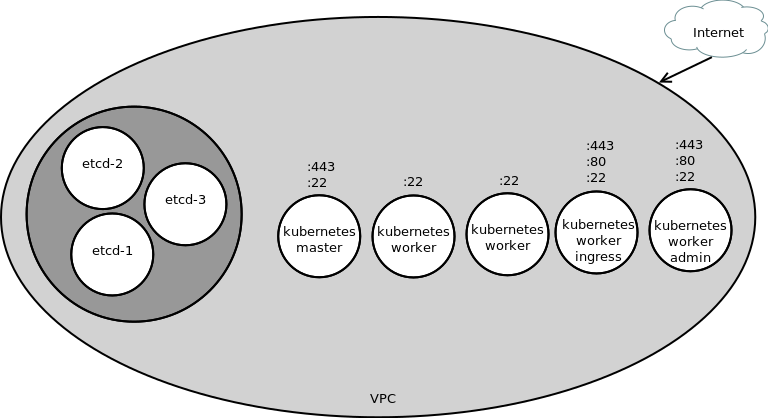 Internet
etcd-2
etcd-3
etcd-1
:443
:22
kubernetes
master
:22
kubernetes
worker
:22
kubernetes
worker
:443
:80
:22
kubernetes
worker
ingress
:443
:80
:22
kubernetes
worker
admin
VPC